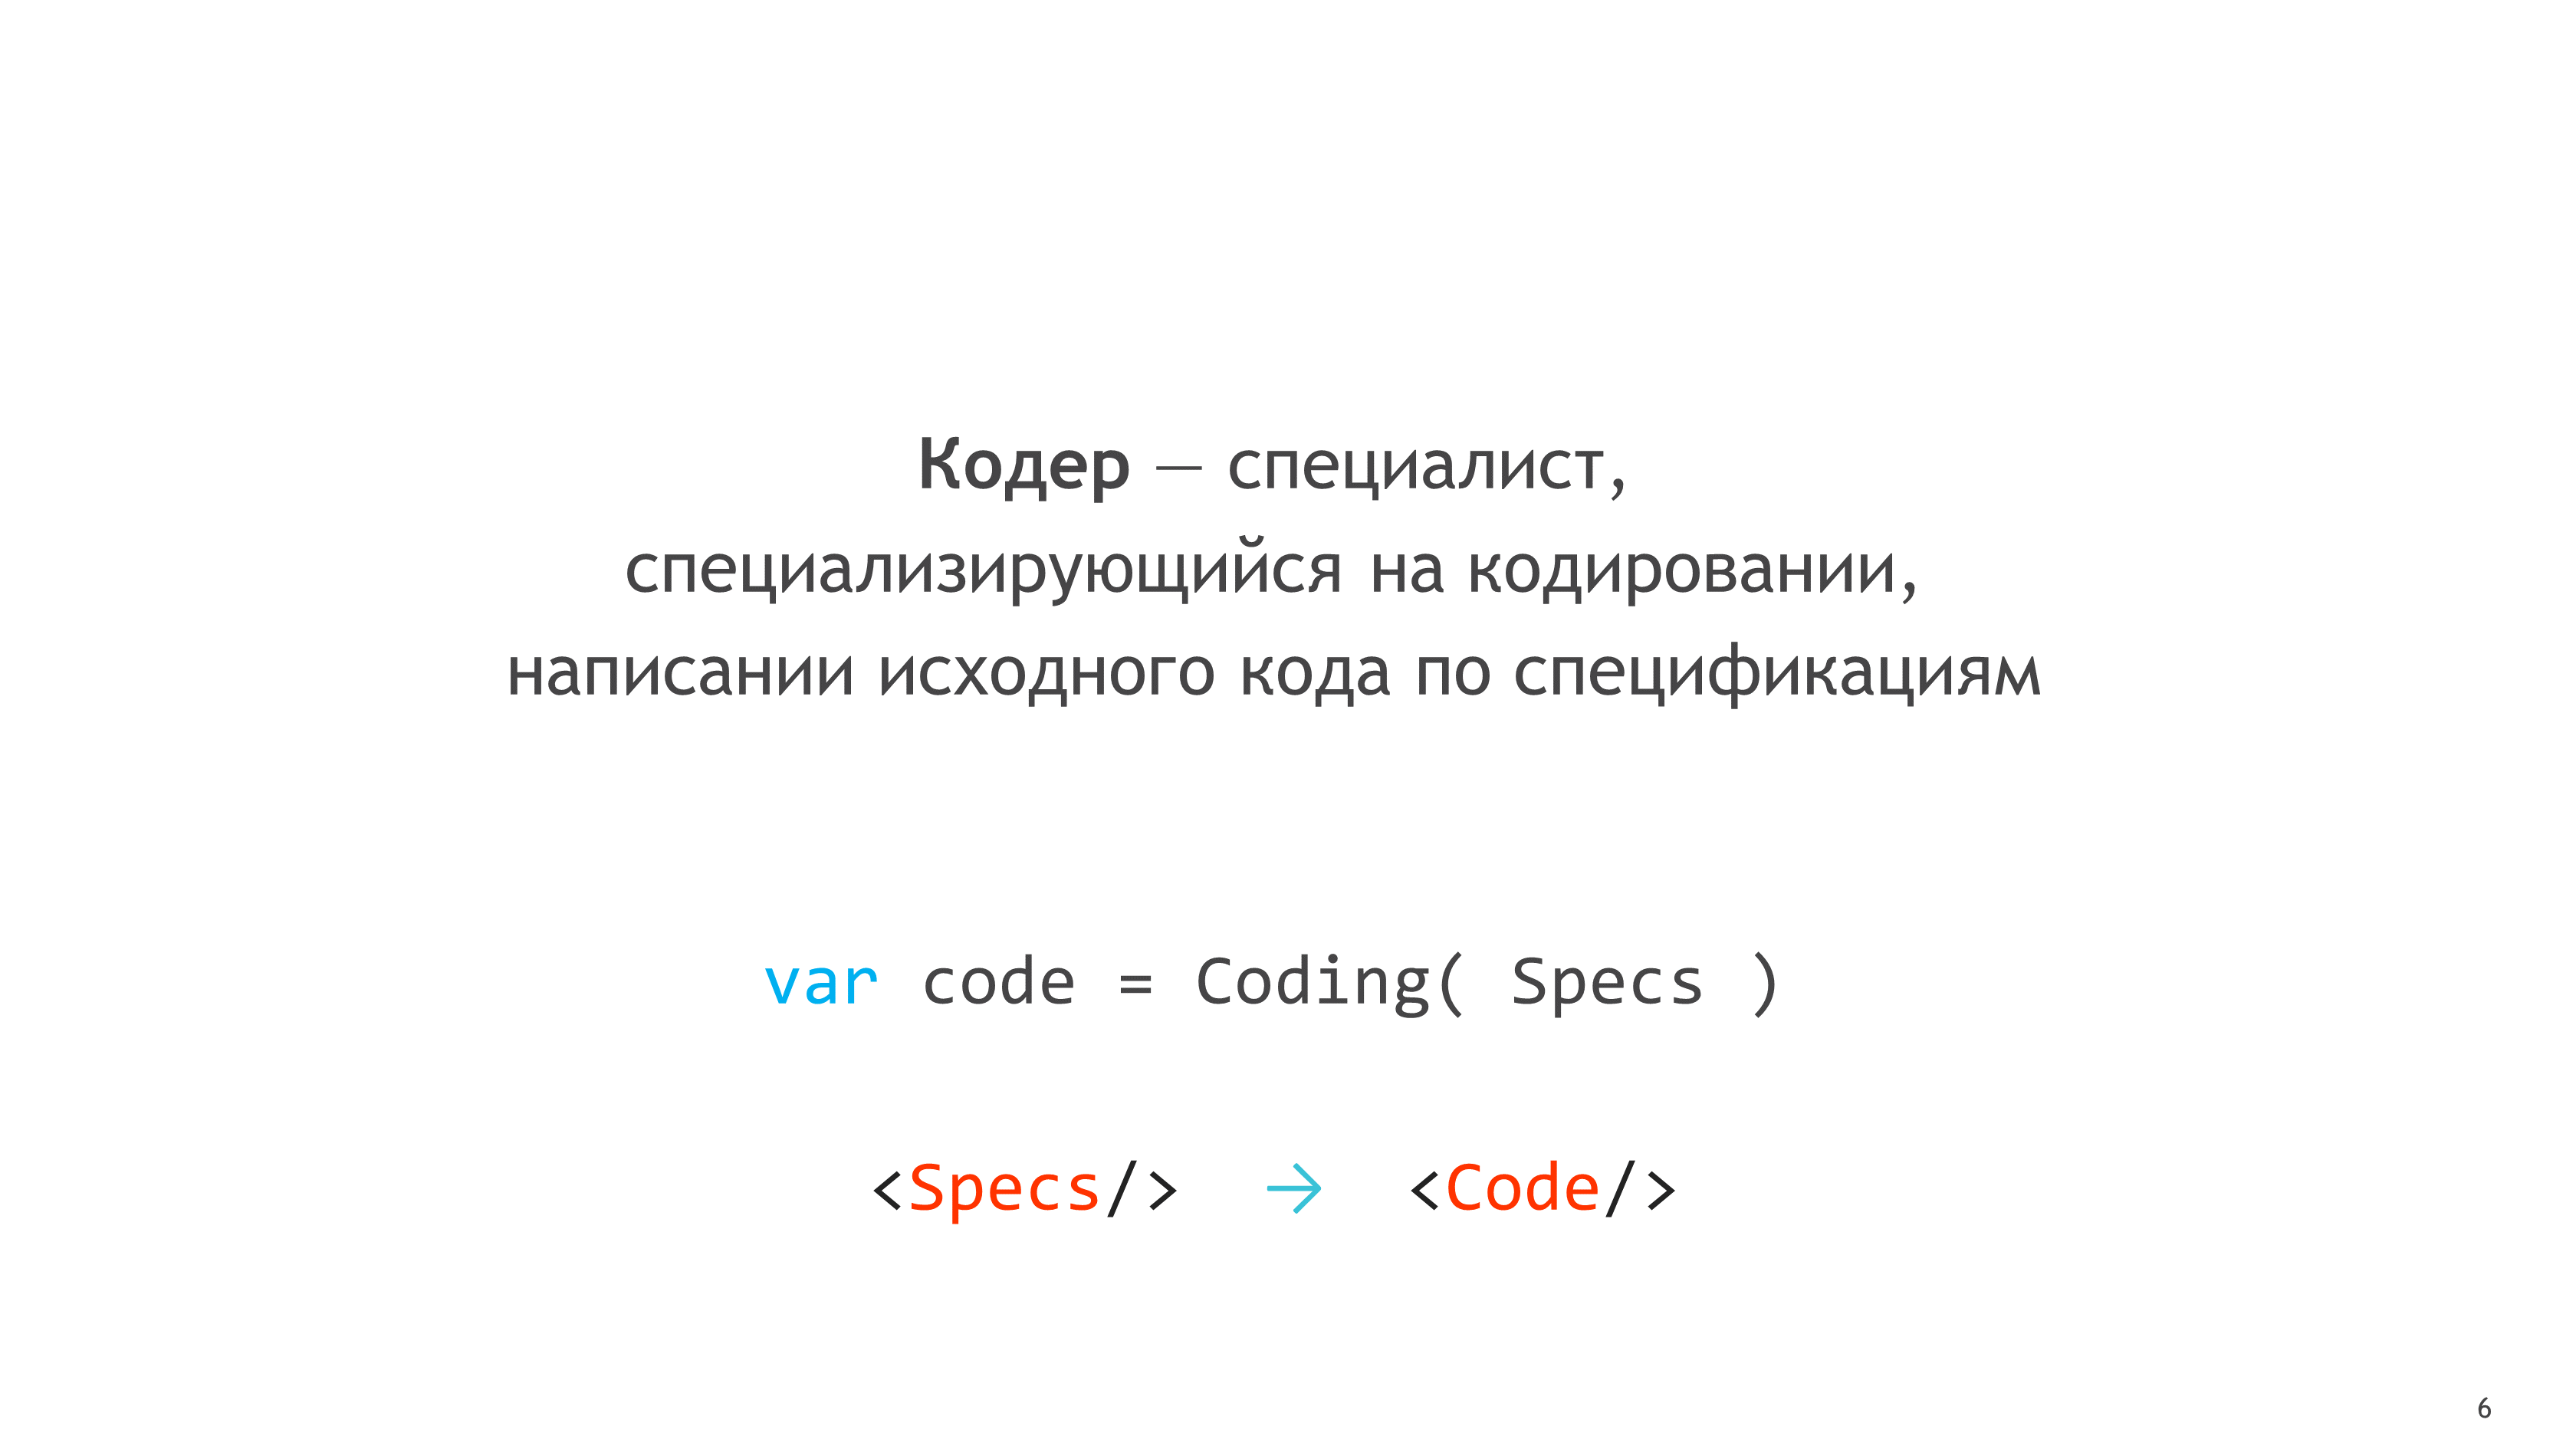 Кодер — специалист,
специализирующийся на кодировании,
написании исходного кода по спецификациям
var code = Coding( Specs )
<Specs/> → <Code/>
6